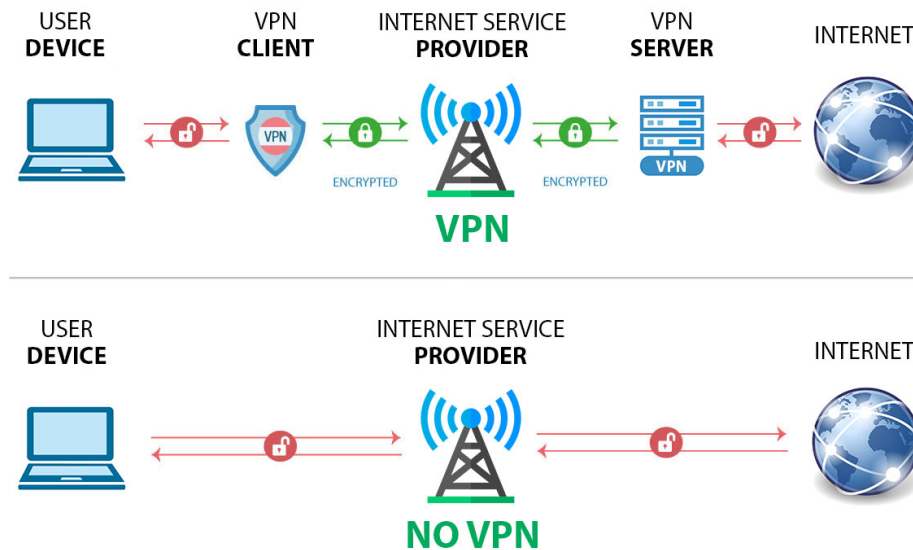 USER
DEVICE
VPN
CLIENT
INTERNET SERVICE
PROVIDER
VPN
SERVER
INTERNET
VPN
VPN
ENCRYPTED
ENCRYPTED
VPN
USER
DEVICE
INTERNET SERVICE
PROVIDER
INTERNET
NO VPN